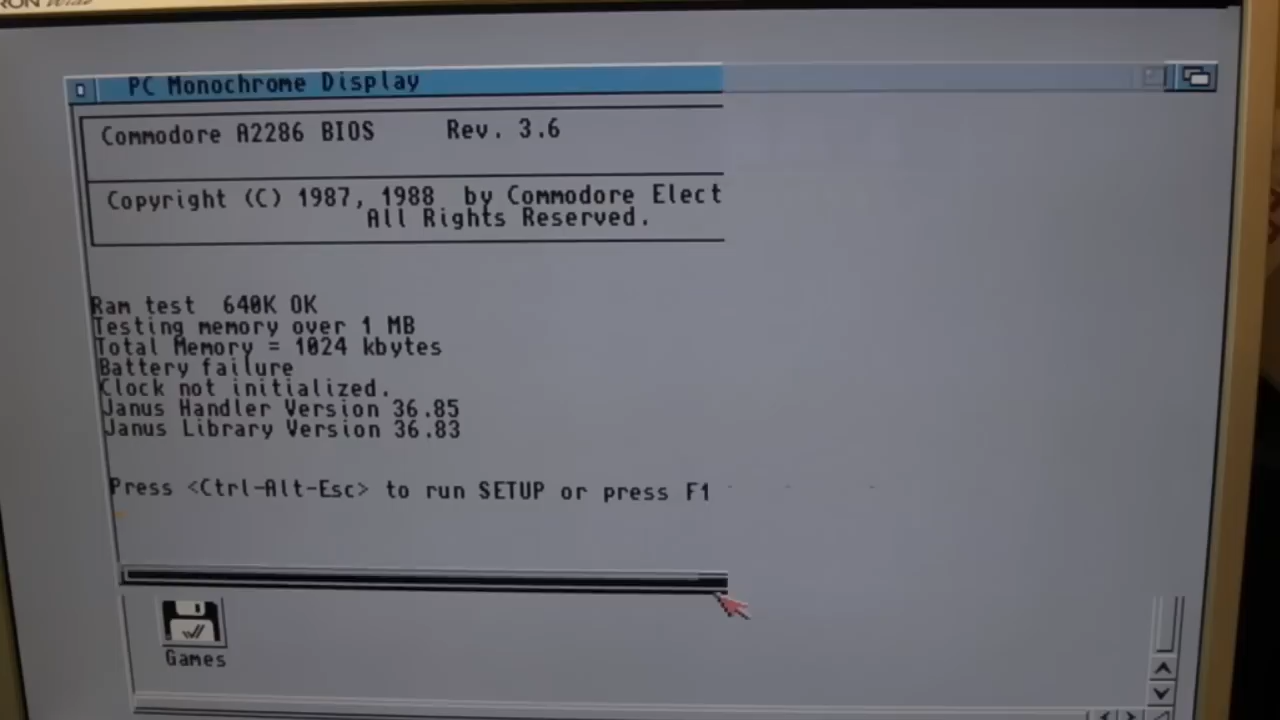 PC Monochrome Display
Commodore A2286 BIOS Rev. 3.6
Copyright (C) 1987, 1988 by Commodore Elect
All Rights Reserved.
Ram test 640K OK
Testing memory over 1 MB
Total Memory = 1024 kbytes
Battery failure
Clock not initialized.
Janus Handler Version 36.85
Janus Library Version 36.83
Press <Ctrl-Alt-Esc> to run SETUP or press F1
Games